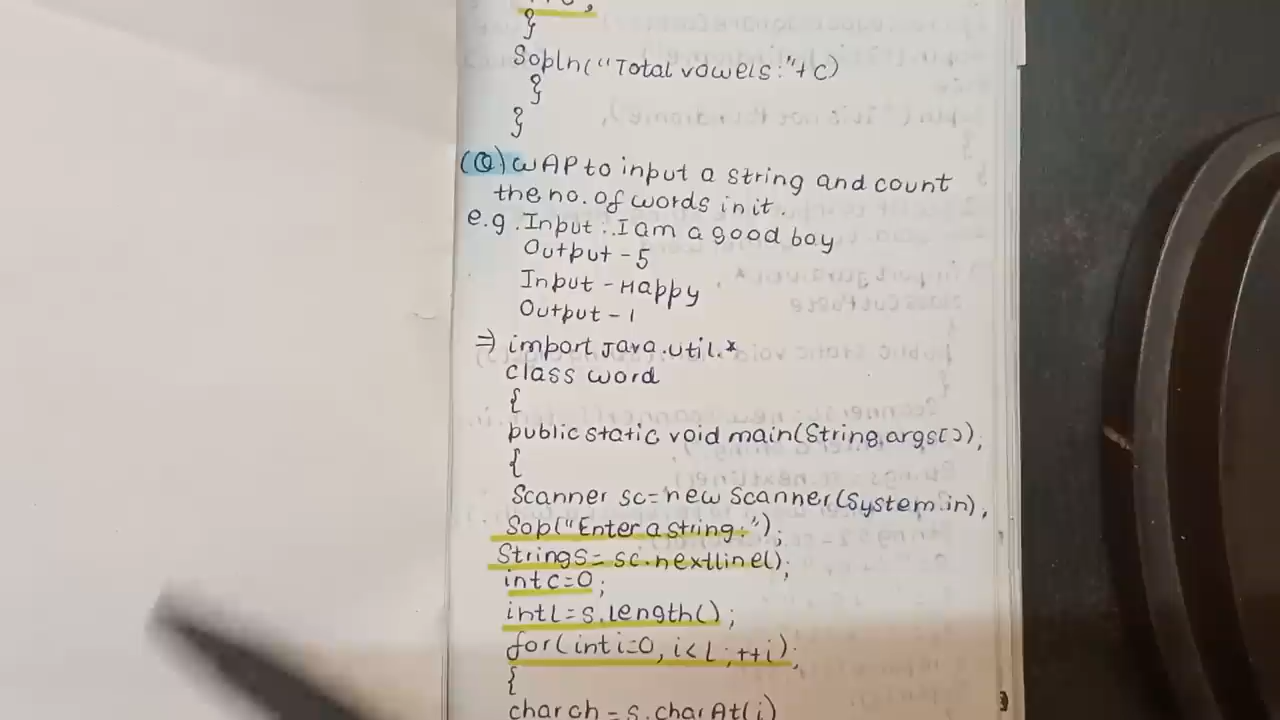 }
Sopln("Total vowels:"+ c)
}
}
(Q) WAP to input a string and count
the no. of words in it.
e.g. Input: I am a good boy
Output - 5
Input - Happy
Output - 1
⇒ import java.util.*
class word
{
public static void main(String args[]);
{
Scanner sc=new Scanner(System.in);
Sop("Enter a string:");
String s= sc.nextline();
int c=0;
int l=s.length();
for(int i=0, i<l; ++i);
{
char ch = s.charAt(i)